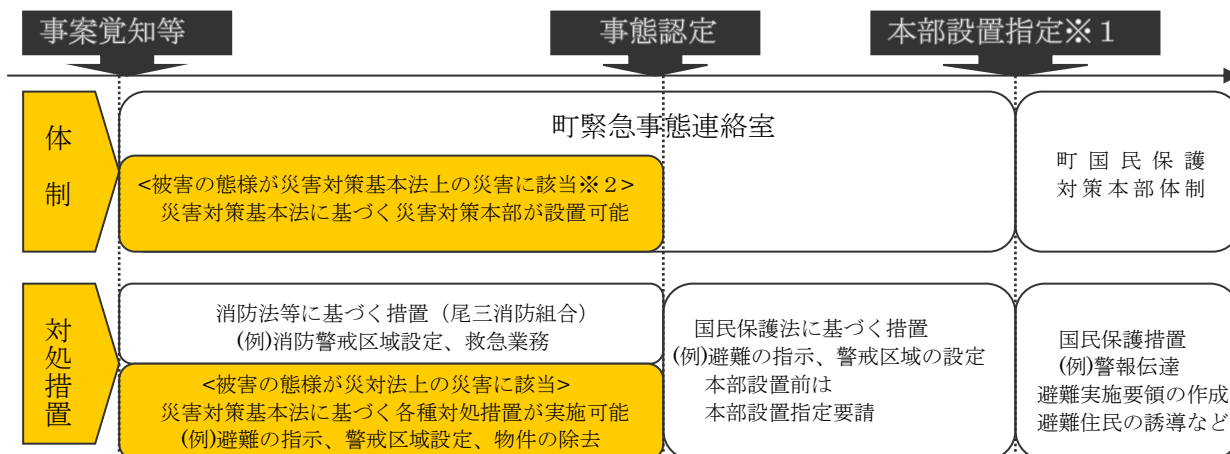 事案覚知等
事態認定
本部設置指定※１
体制
町緊急事態連絡室
<被害の態様が災害対策基本法上の災害に該当※２>
災害対策基本法に基づく災害対策本部が設置可能
町国民保護
対策本部体制
対処措置
消防法等に基づく措置（尾三消防組合）
(例)消防警戒区域設定、救急業務
<被害の態様が災対法上の災害に該当>
災害対策基本法に基づく各種対処措置が実施可能
(例)避難の指示、警戒区域設定、物件の除去
国民保護法に基づく措置
(例)避難の指示、警戒区域の設定
本部設置前は
本部設置指定要請
国民保護措置
(例)警報伝達
避難実施要領の作成
避難住民の誘導など